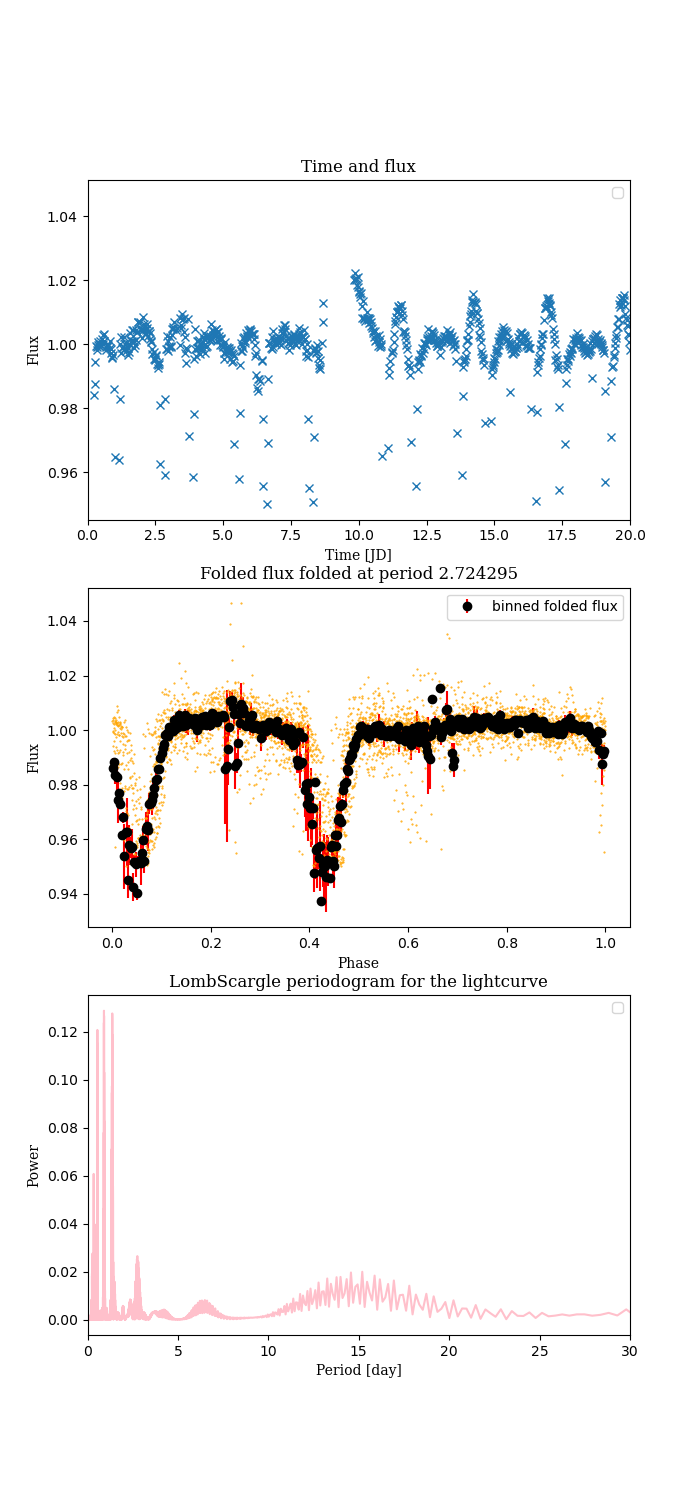 Time and flux
1.04
1.02
1.00
0.98
0.96
Flux
0.0 2.5 5.0 7.5 10.0 12.5 15.0 17.5 20.0
Time [JD]
Folded flux folded at period 2.724295
binned folded flux
1.04
1.02
1.00
0.98
0.96
0.94
Flux
0.0 0.2 0.4 0.6 0.8 1.0
Phase
LombScargle periodogram for the lightcurve
0.12
0.10
0.08
0.06
0.04
0.02
0.00
Power
0 5 10 15 20 25 30
Period [day]